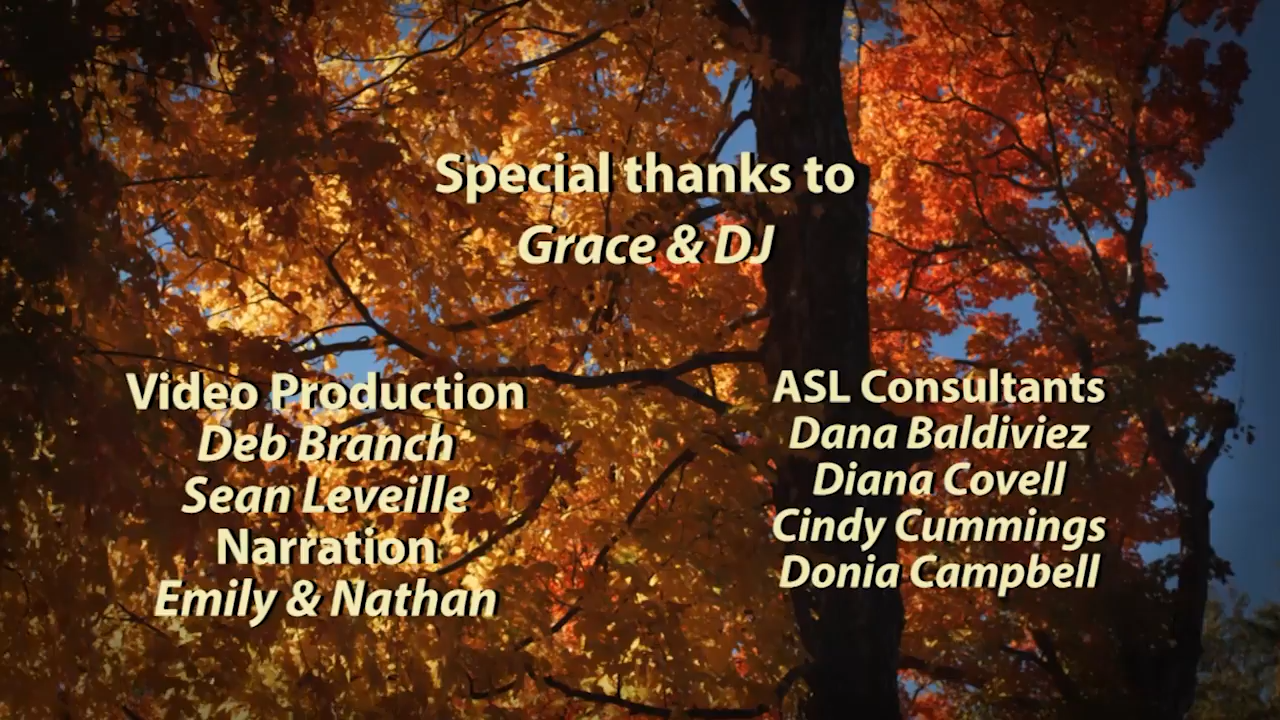 Special thanks to
Grace & DJ
Video Production
Deb Branch
Sean Leveille
Narration
Emily & Nathan
ASL Consultants
Dana Baldiviez
Diana Covell
Cindy Cummings
Donia Campbell